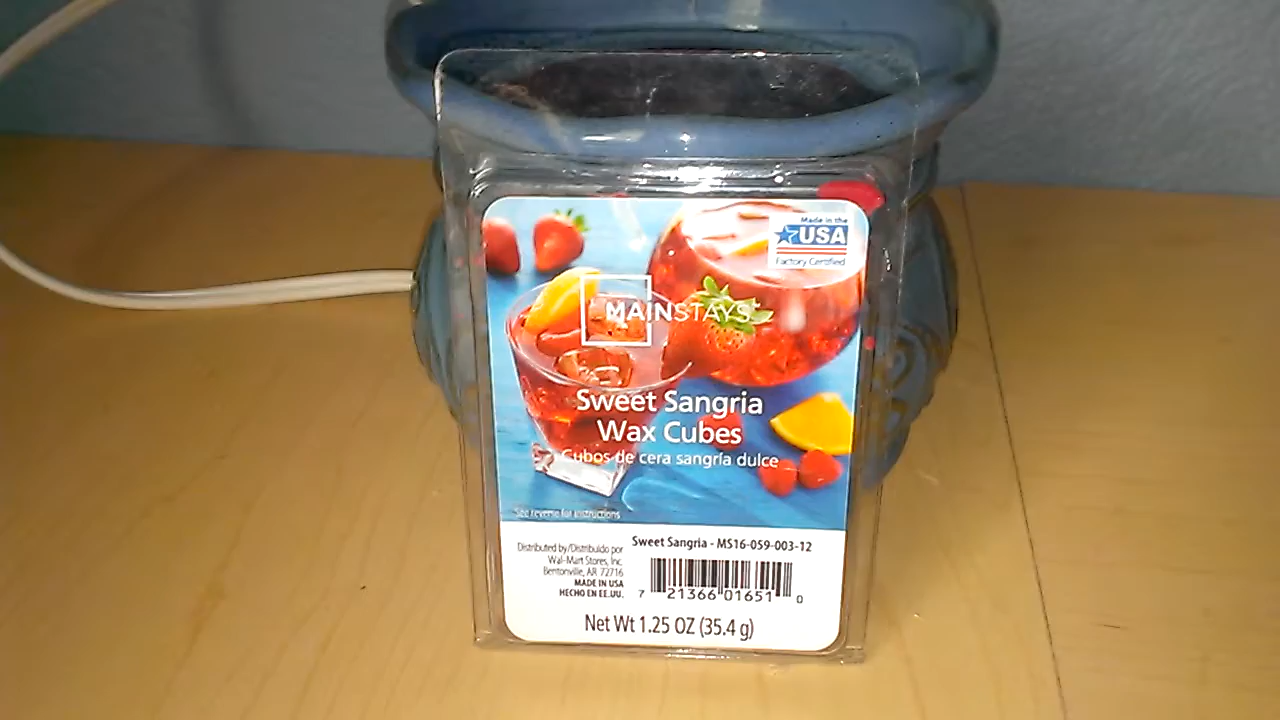 Made in the
USA
Factory Certified
MAINSTAYS
Sweet Sangria
Wax Cubes
Cubos de cera sangría dulce
See reverse for instructions
Distributed by/Distribuido por
Wal-Mart Stores, Inc.
Bentonville, AR 72716
MADE IN USA
HECHO EN EE.UU.
Sweet Sangria - MS16-059-003-12
7 21366 01651 0
Net Wt 1.25 OZ (35.4 g)